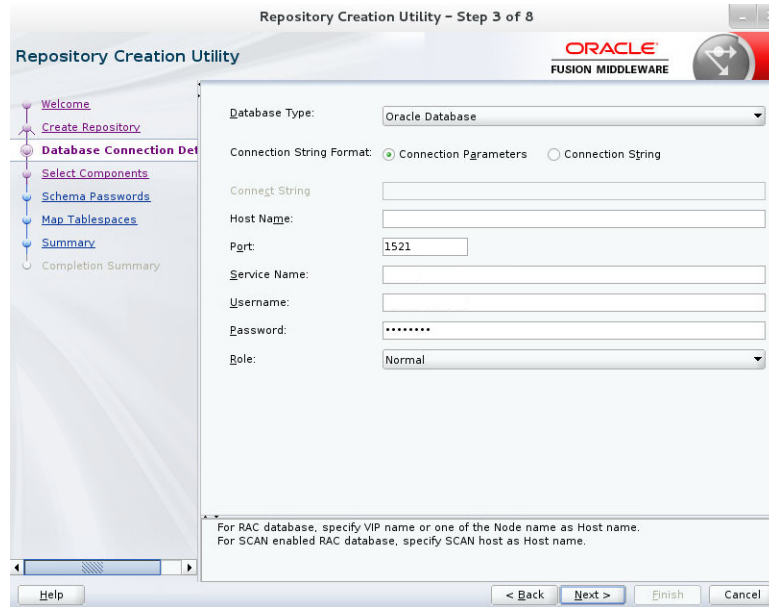 Repository Creation Utility – Step 3 of 8
Repository Creation Utility
ORACLE
FUSION MIDDLEWARE
Welcome
Create Repository
Database Connection Det
Select Components
Schema Passwords
Map Tablespaces
Summary
Completion Summary
Database Type: Oracle Database
Connection String Format: Connection Parameters Connection String
Connect String
Host Name:
Port: 1521
Service Name:
Username:
Password: ••••••••
Role: Normal
For RAC database, specify VIP name or one of the Node name as Host name.
For SCAN enabled RAC database, specify SCAN host as Host name.
Help < Back Next > Finish Cancel